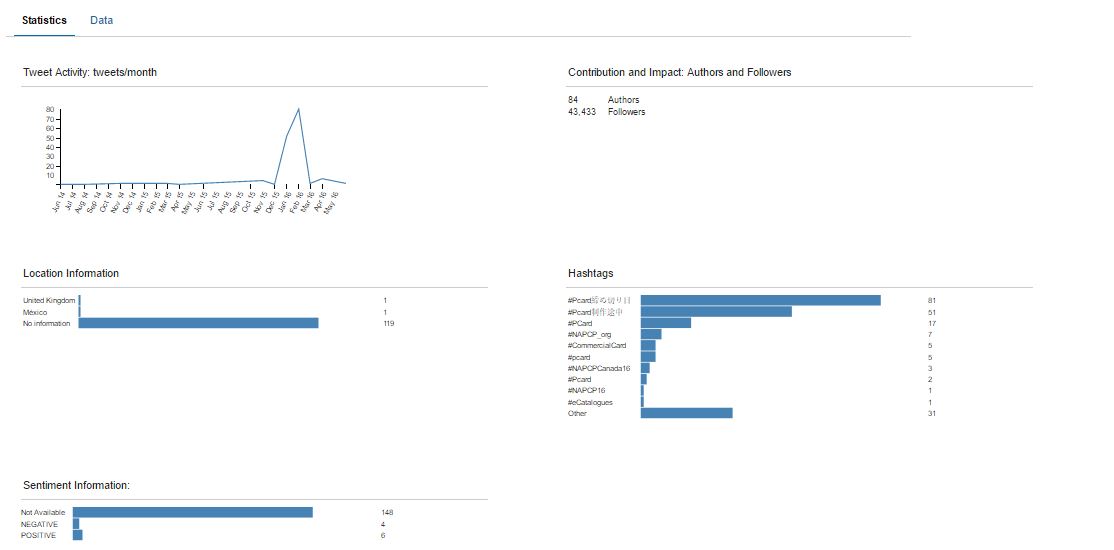 Statistics
Data
Tweet Activity: tweets/month
80
70
60
50
40
30
20
10
Jun 14
Jul 14
Aug 14
Sep 14
Oct 14
Nov 14
Dec 14
Jan 15
Feb 15
Mar 15
Apr 15
May 15
Jun 15
Jul 15
Aug 15
Sep 15
Oct 15
Nov 15
Dec 15
Jan 16
Feb 16
Mar 16
Apr 16
May 16
Contribution and Impact: Authors and Followers
84 Authors
43,433 Followers
Location Information
United Kingdom 1
México 1
No information 119
Hashtags
#Pcard締め切り日 81
#Pcard制作途中 51
#PCard 17
#NAPCP_org 7
#CommercialCard 5
#pcard 5
#NAPCPCanada16 3
#Pcard 2
#NAPCP16 1
#eCatalogues 1
Other 31
Sentiment Information:
Not Available 148
NEGATIVE 4
POSITIVE 6